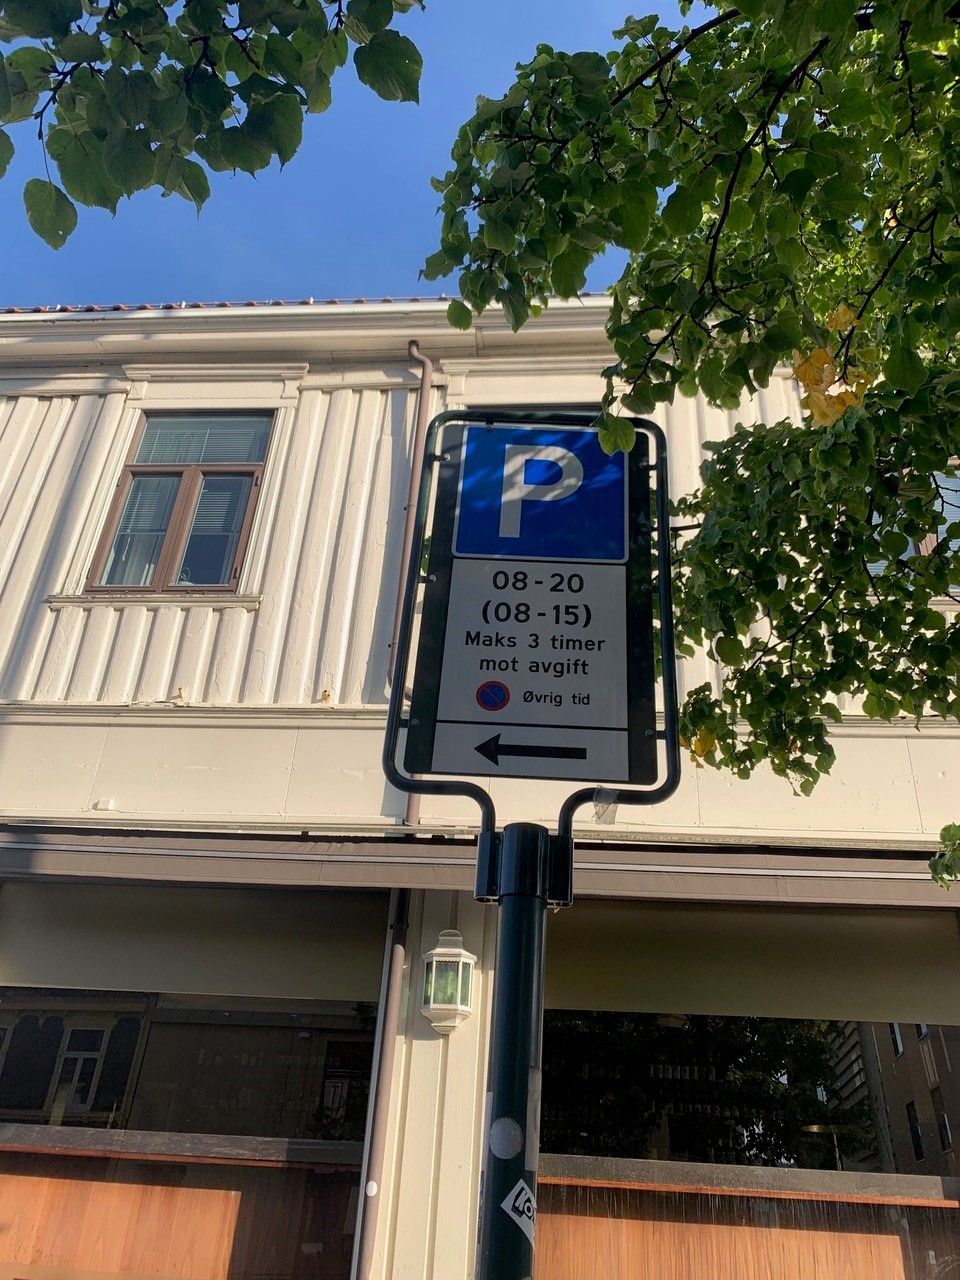 P
08-20
(08-15)
Maks 3 timer
mot avgift
Øvrig tid